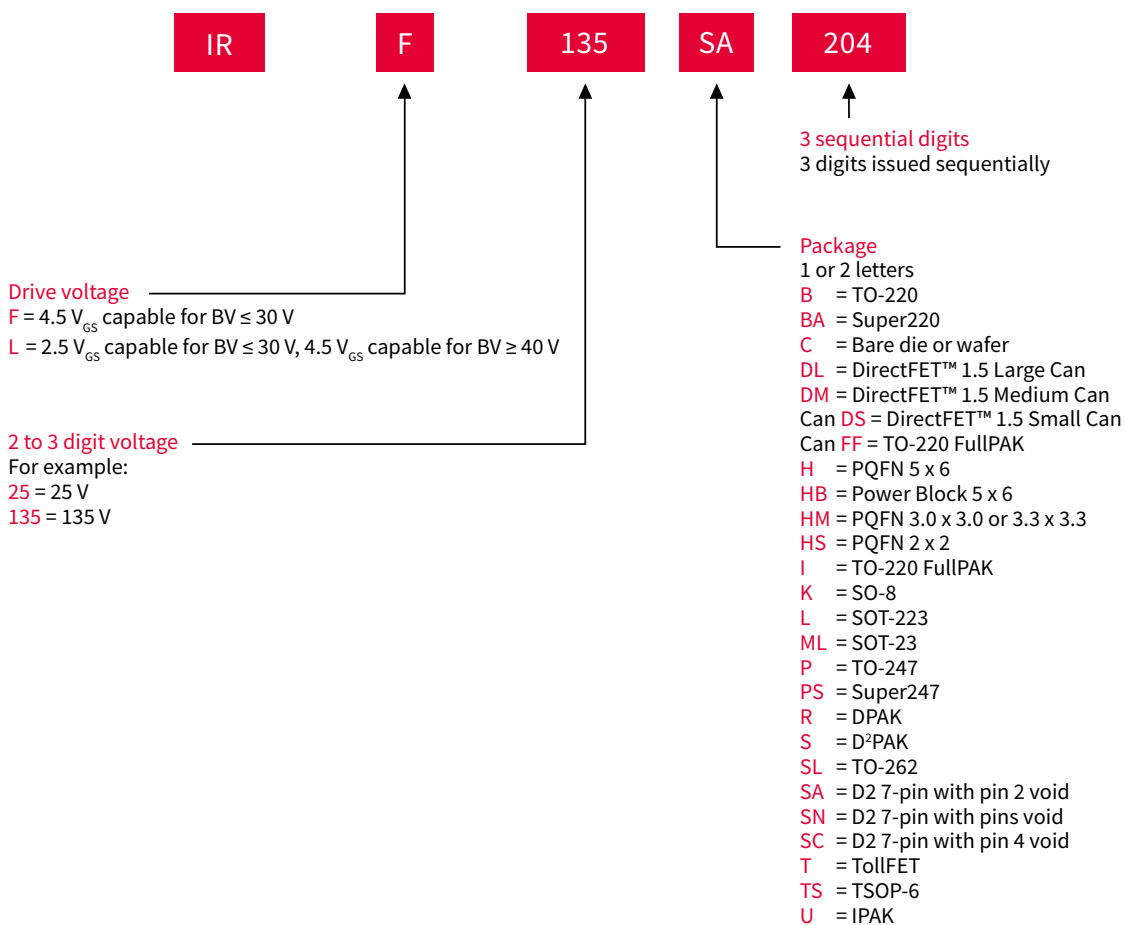 IR F 135 SA 204
3 sequential digits
3 digits issued sequentially
Drive voltage
F = 4.5 V_GS capable for BV ≤ 30 V
L = 2.5 V_GS capable for BV ≤ 30 V, 4.5 V_GS capable for BV ≥ 40 V
2 to 3 digit voltage
For example:
25 = 25 V
135 = 135 V
Package
1 or 2 letters
B = TO-220
BA = Super220
C = Bare die or wafer
DL = DirectFET™ 1.5 Large Can
DM = DirectFET™ 1.5 Medium Can
Can DS = DirectFET™ 1.5 Small Can
Can FF = TO-220 FullPAK
H = PQFN 5 x 6
HB = Power Block 5 x 6
HM = PQFN 3.0 x 3.0 or 3.3 x 3.3
HS = PQFN 2 x 2
I = TO-220 FullPAK
K = SO-8
L = SOT-223
ML = SOT-23
P = TO-247
PS = Super247
R = DPAK
S = D²PAK
SL = TO-262
SA = D2 7-pin with pin 2 void
SN = D2 7-pin with pins void
SC = D2 7-pin with pin 4 void
T = TollFET
TS = TSOP-6
U = IPAK